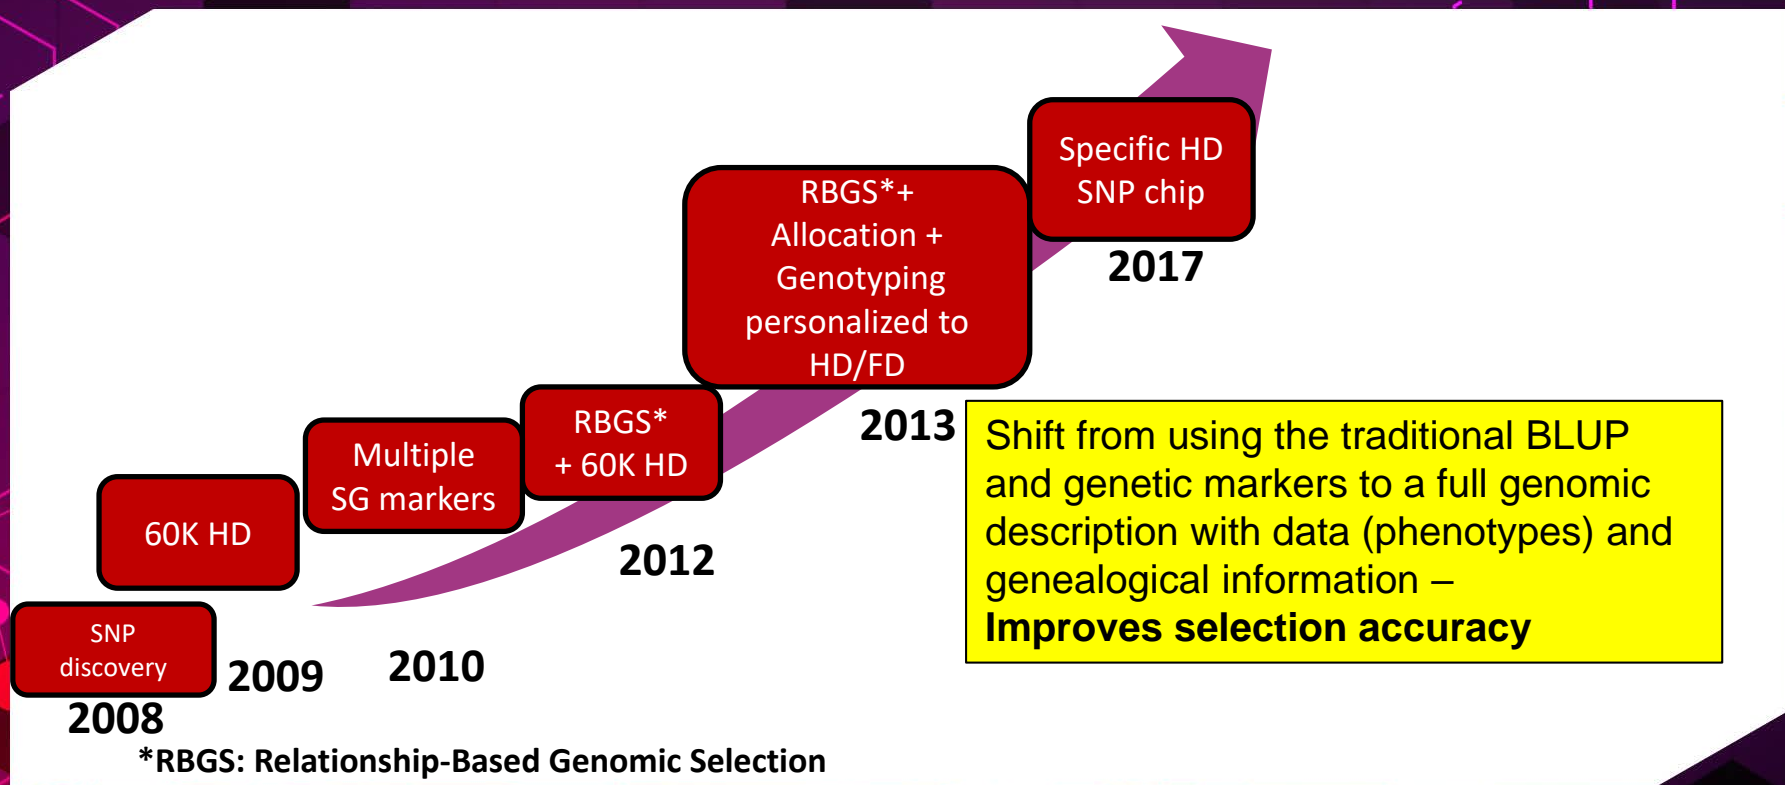 SNP
discovery
2008
60K HD
2009
Multiple
SG markers
2010
RBGS*
+ 60K HD
2012
RBGS*+
Allocation +
Genotyping
personalized to
HD/FD
2013
Specific HD
SNP chip
2017
Shift from using the traditional BLUP
and genetic markers to a full genomic
description with data (phenotypes) and
genealogical information –
Improves selection accuracy
*RBGS: Relationship-Based Genomic Selection